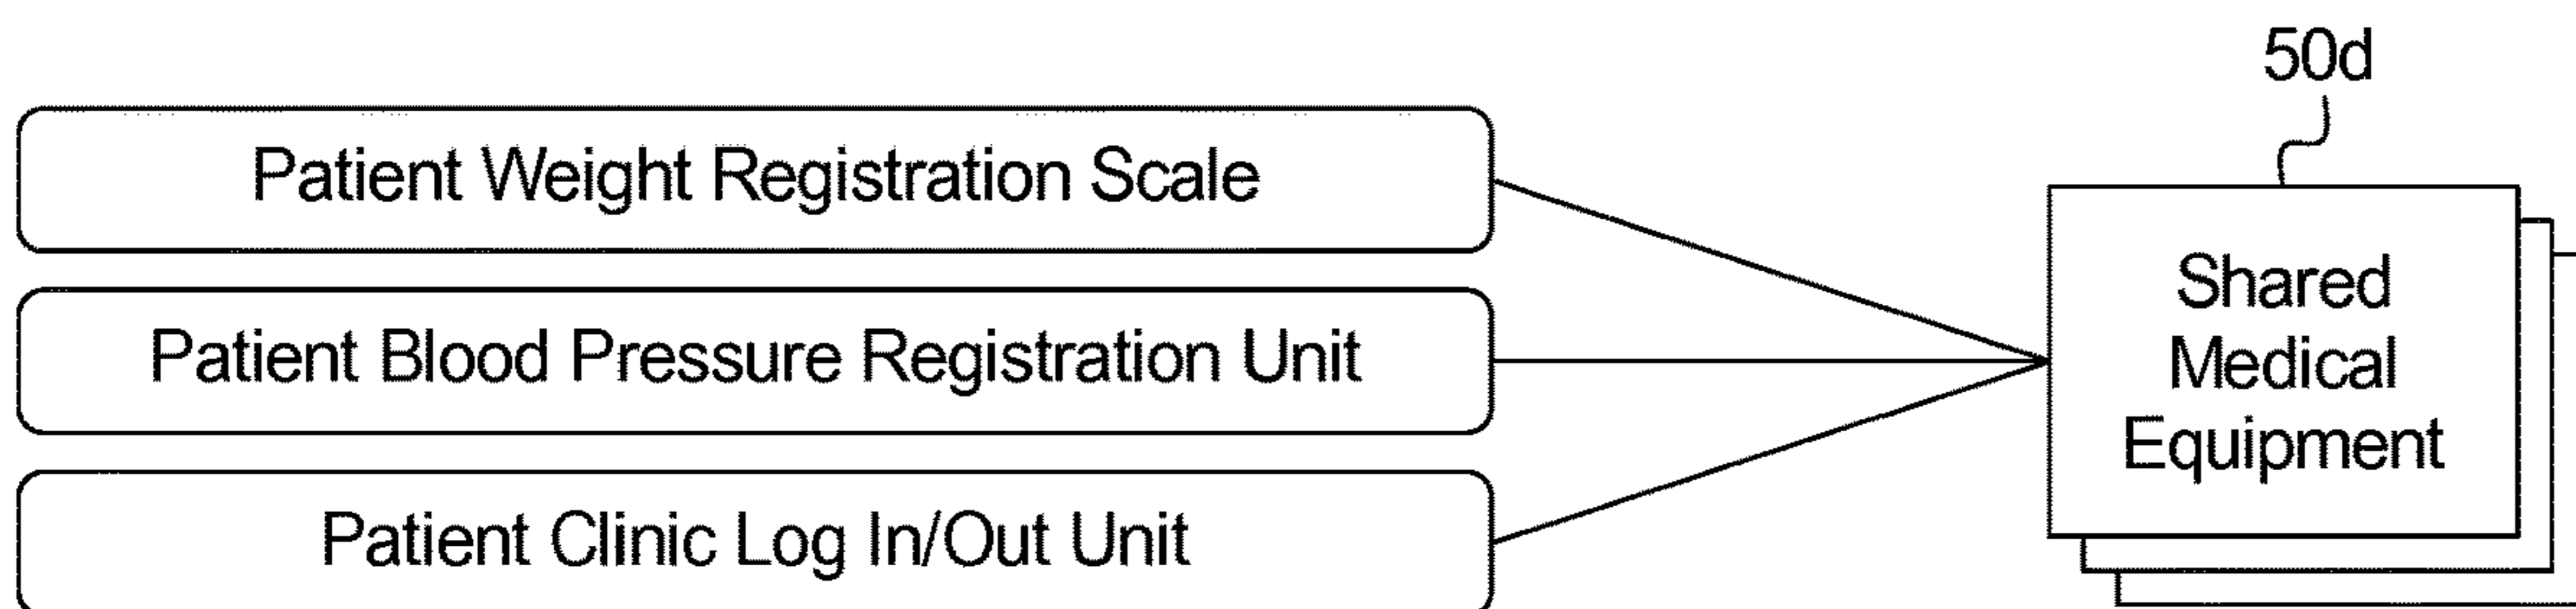 50d
Patient Weight Registration Scale
Patient Blood Pressure Registration Unit
Patient Clinic Log In/Out Unit
Shared
Medical
Equipment